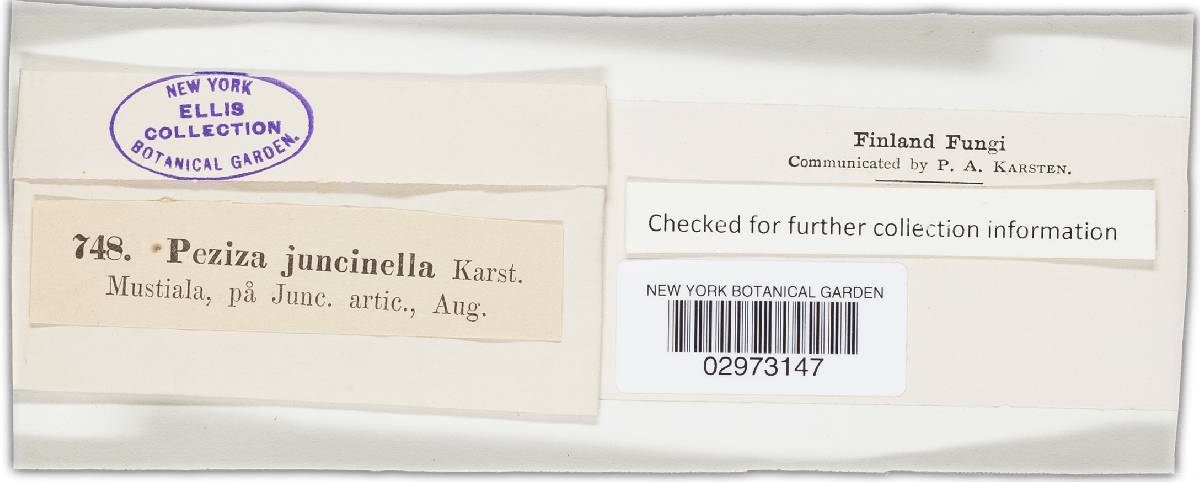 NEW YORK
ELLIS
COLLECTION
BOTANICAL GARDEN.
748. Peziza juncinella Karst.
Mustiala, på Junc. artic., Aug.
Finland Fungi
Communicated by P. A. KARSTEN.
Checked for further collection information
NEW YORK BOTANICAL GARDEN
02973147